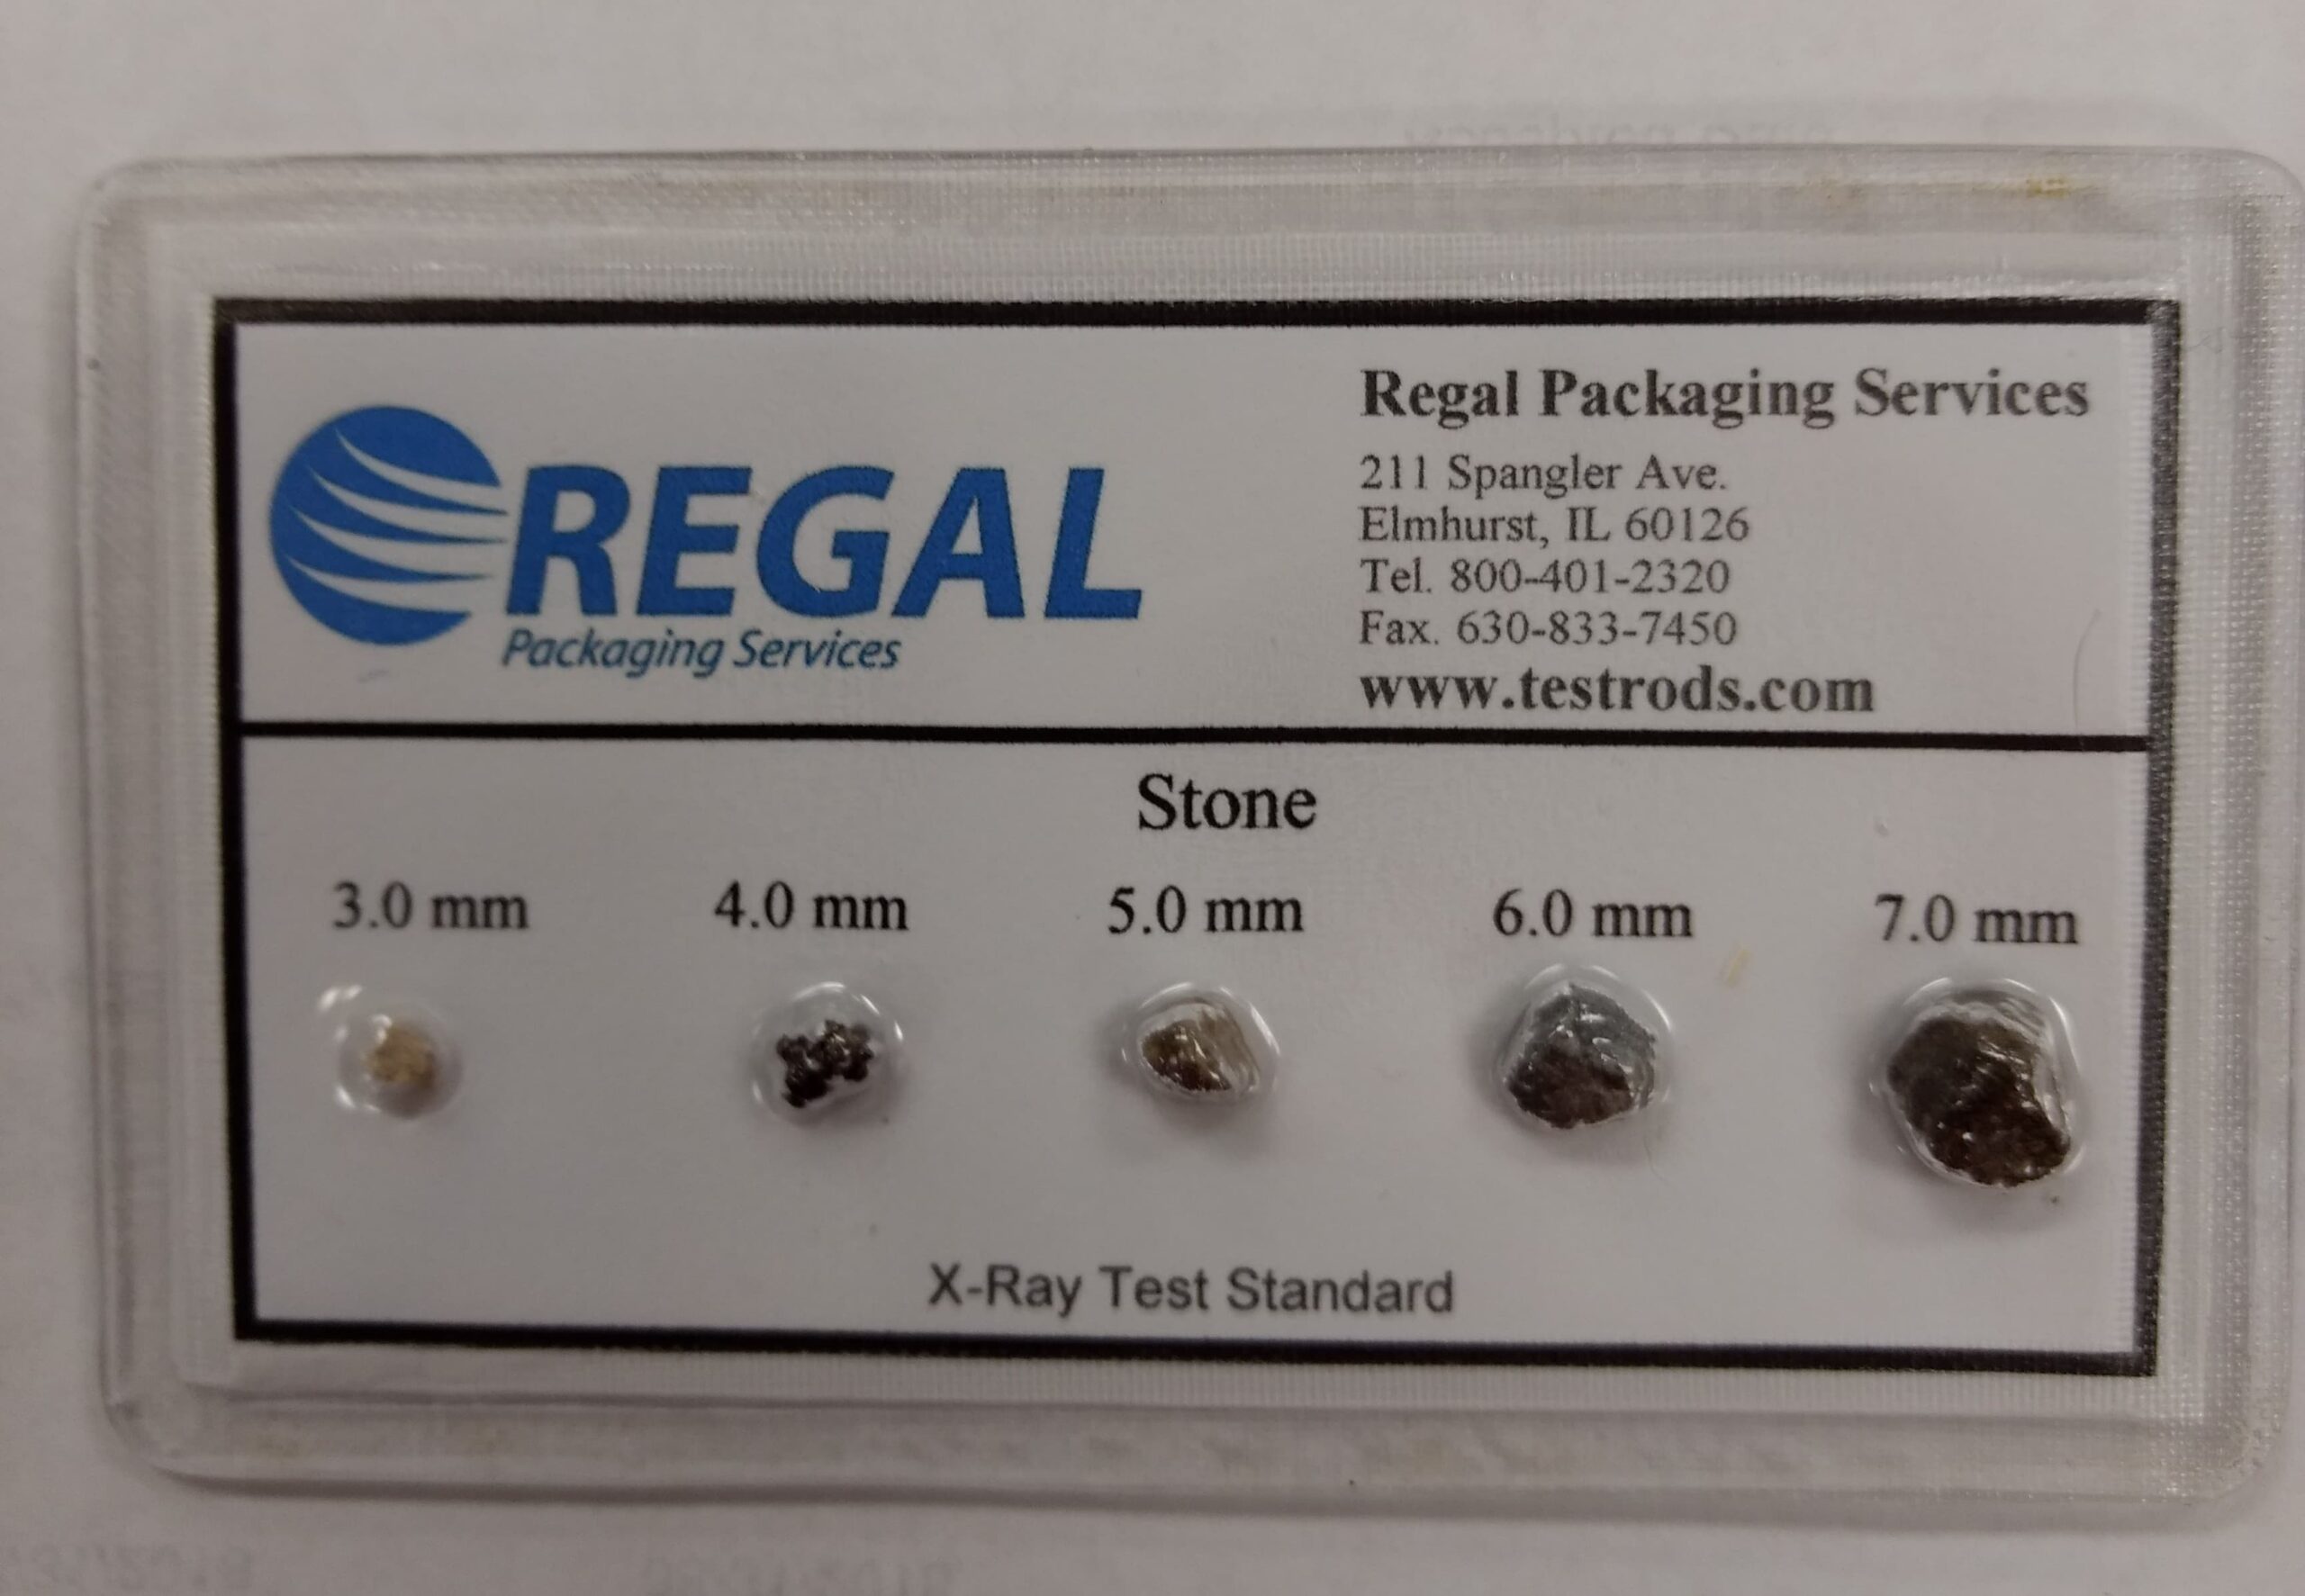 REGAL
Packaging Services
Regal Packaging Services
211 Spangler Ave.
Elmhurst, IL 60126
Tel. 800-401-2320
Fax. 630-833-7450
www.testrods.com
Stone
3.0 mm 4.0 mm 5.0 mm 6.0 mm 7.0 mm
X-Ray Test Standard